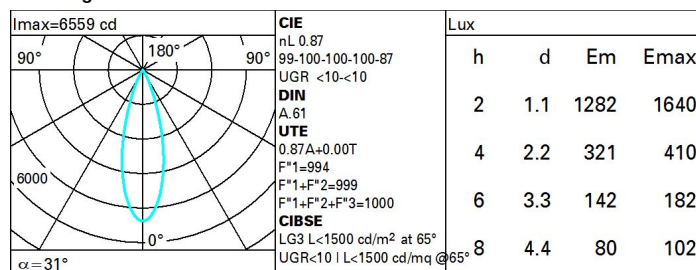 Imax=6559 cd
90°
180°
90°
6000
0°
α=31°
CIE
nL 0.87
99-100-100-100-87
UGR <10-<10
DIN
A.61
UTE
0.87A+0.00T
F"1=994
F"1+F"2=999
F"1+F"2+F"3=1000
CIBSE
LG3 L<1500 cd/m² at 65°
UGR<10 | L<1500 cd/mq @65°
Lux
h d Em Emax
2 1.1 1282 1640
4 2.2 321 410
6 3.3 142 182
8 4.4 80 102